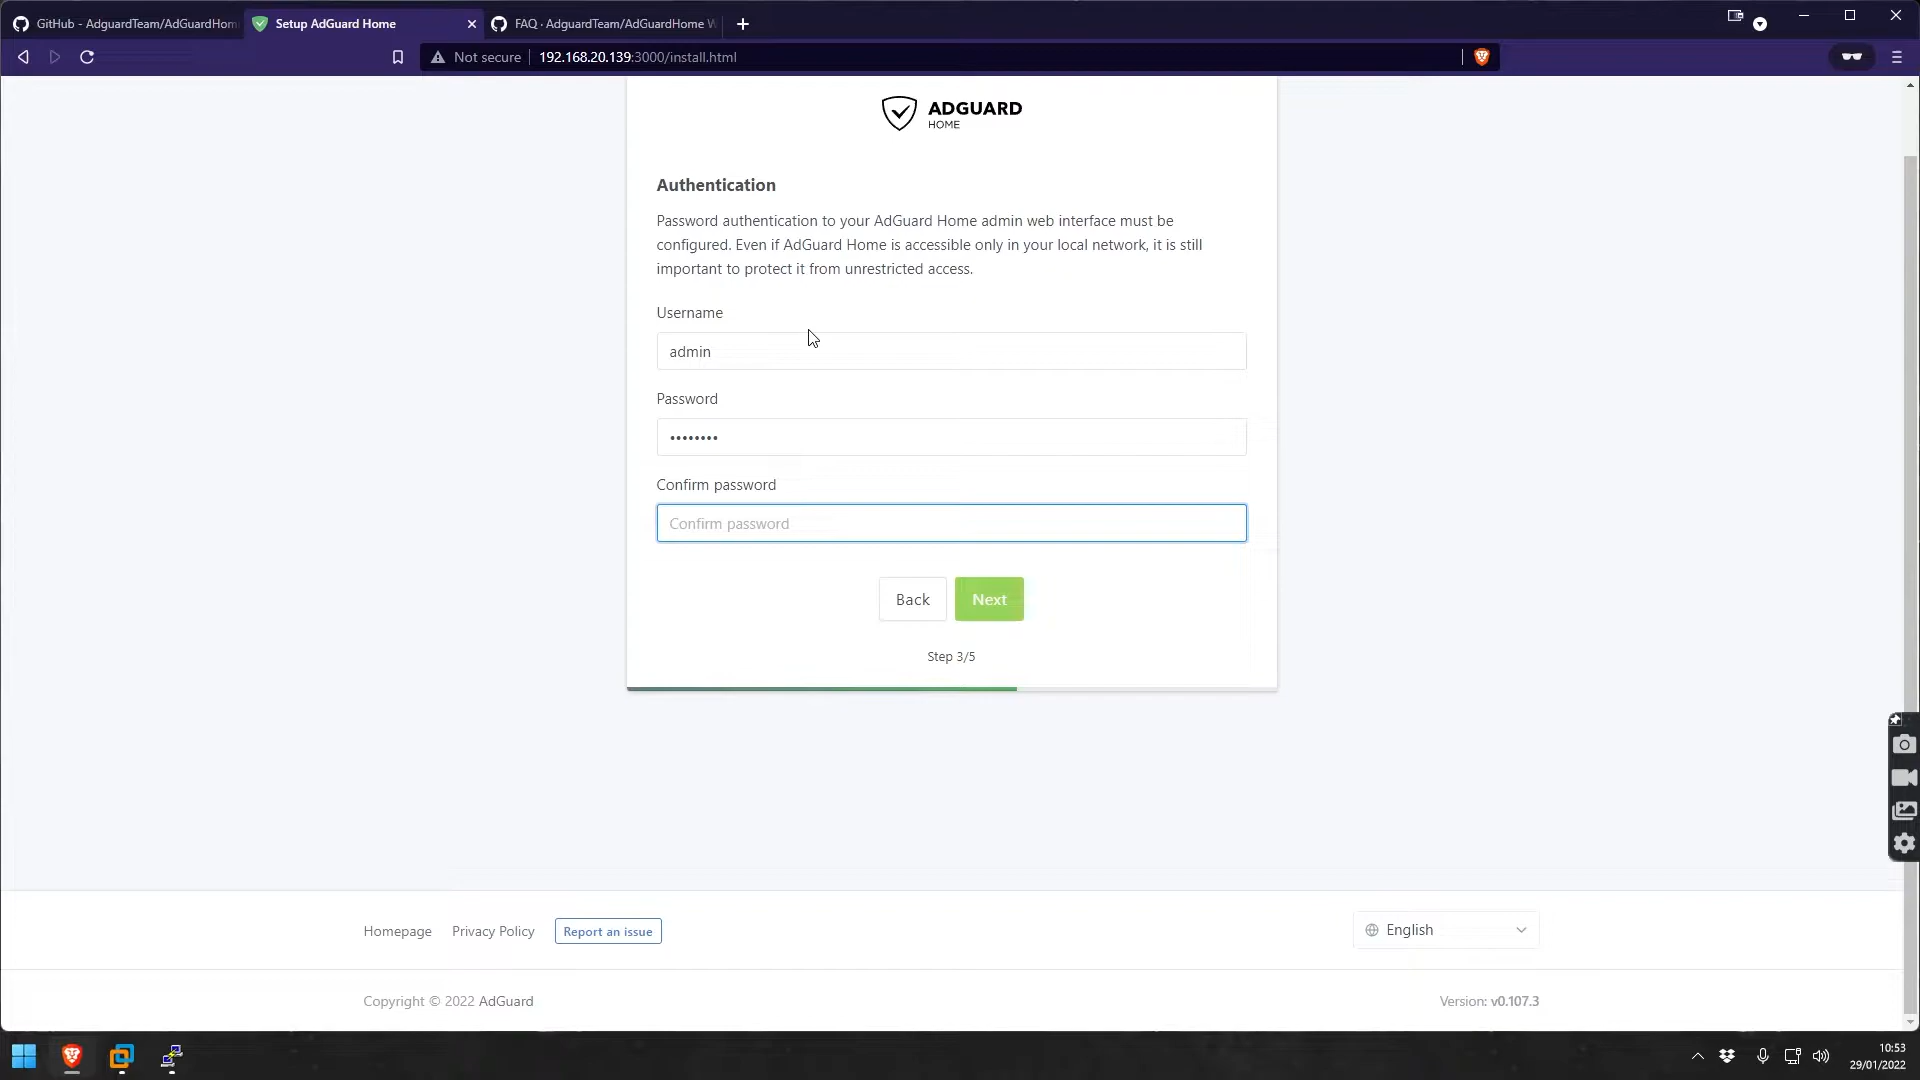 GitHub - AdguardTeam/AdGuardHom
Setup AdGuard Home
FAQ · AdguardTeam/AdGuardHome W
Not secure
192.168.20.139:3000/install.html
ADGUARD
HOME
Authentication
Password authentication to your AdGuard Home admin web interface must be
configured. Even if AdGuard Home is accessible only in your local network, it is still
important to protect it from unrestricted access.
Username
admin
Password
••••••••
Confirm password
Confirm password
Back
Next
Step 3/5
Homepage
Privacy Policy
Report an issue
English
Copyright © 2022 AdGuard
Version: v0.107.3
10:53
29/01/2022